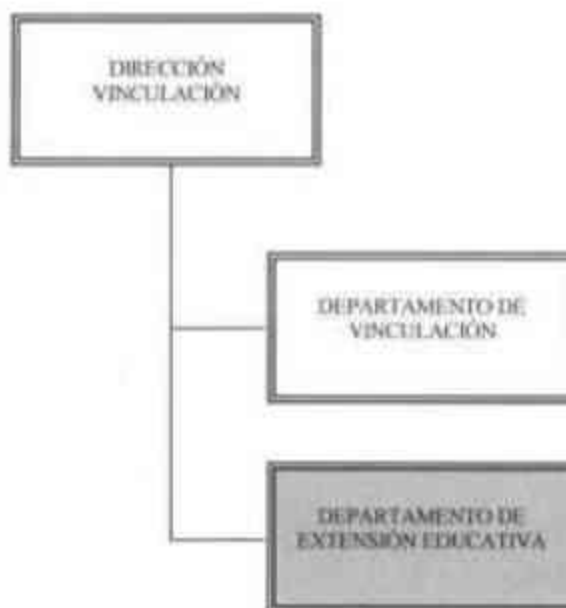 DIRECCIÓN
VINCULACIÓN
DEPARTAMENTO DE
VINCULACIÓN
DEPARTAMENTO DE
EXTENSIÓN EDUCATIVA